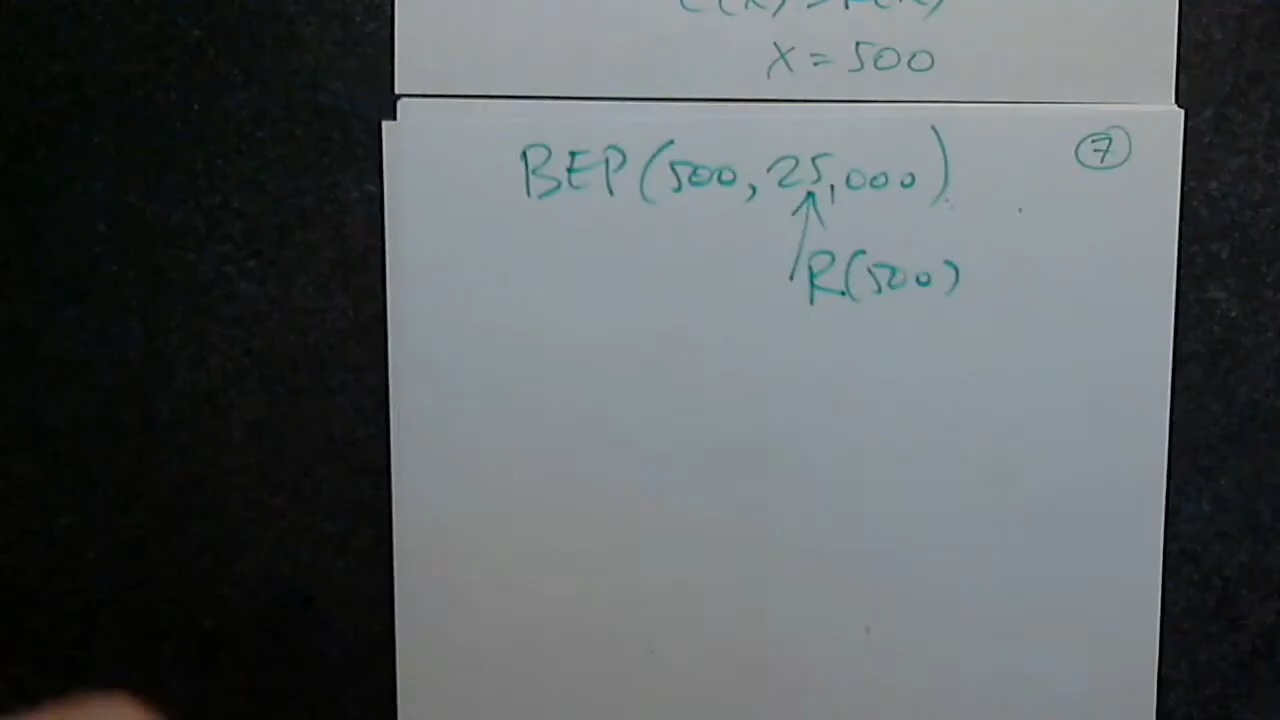 C(x) = R(x)
X = 500
BEP(500, 25,000)
7
R(500)